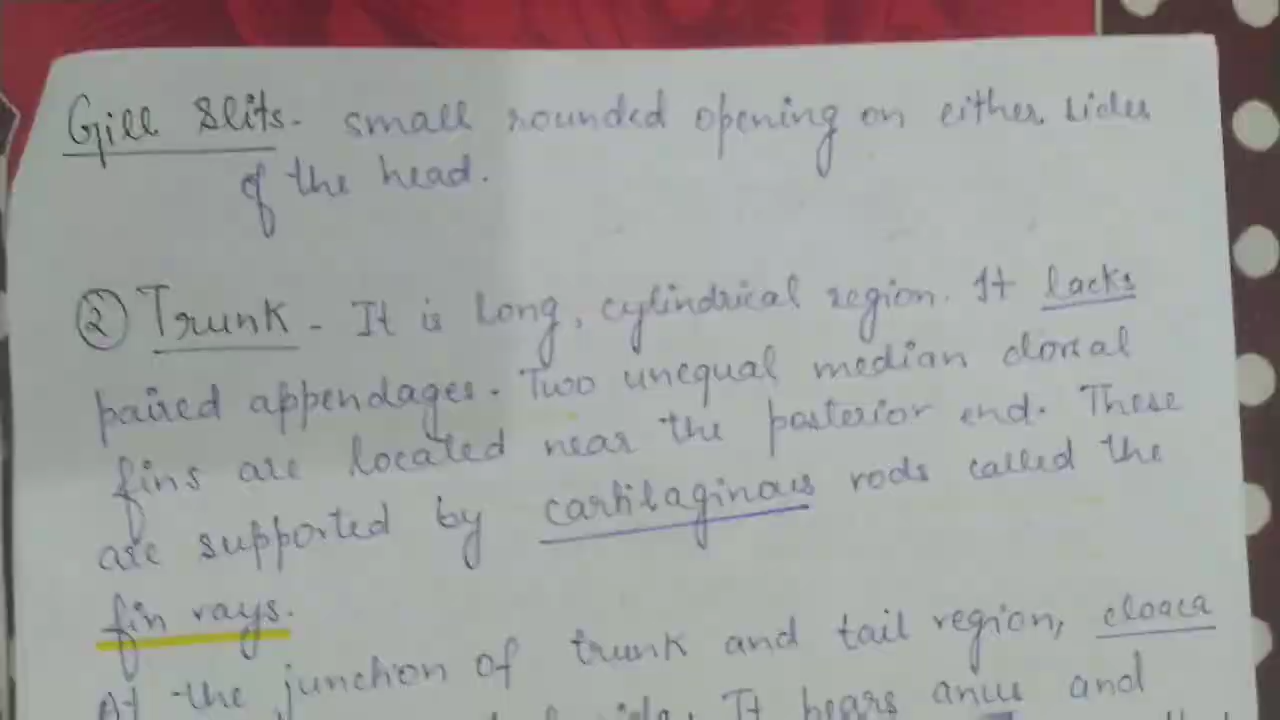 Gill Slits- small rounded opening on either sides
of the head.
② Trunk - It is long, cylindrical region. It lacks
paired appendages. Two unequal median dorsal
fins are located near the posterior end. These
are supported by cartilaginous rods called the
fin rays.
At the junction of trunk and tail region, cloaca
It bears anus and